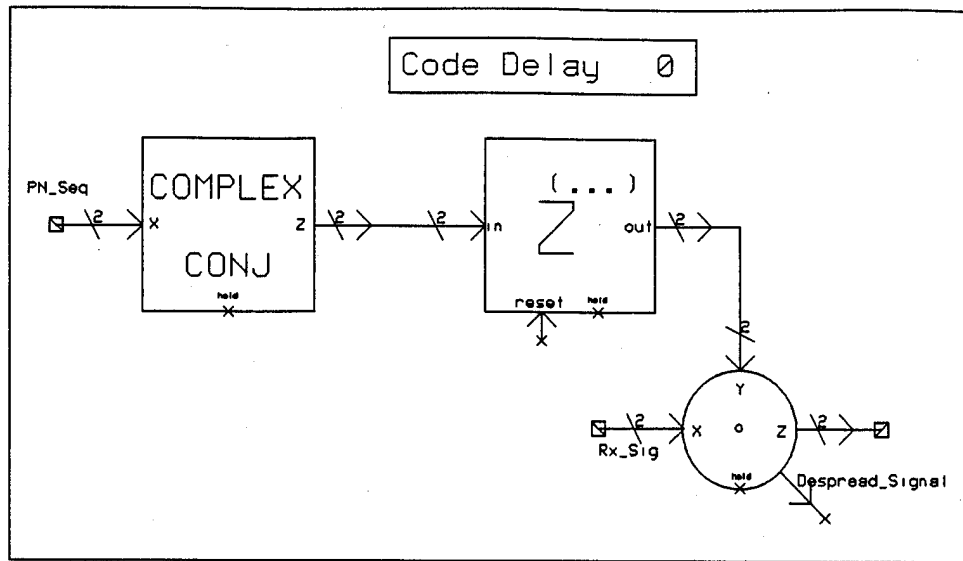 Code Delay 0
PN_Seq
2
X
COMPLEX
CONJ
Z
hold
2
2
in
Z
(...)
out
reset
hold
2
2
Rx_Sig
2
X
Y
Z
hold
2
Despread_Signal